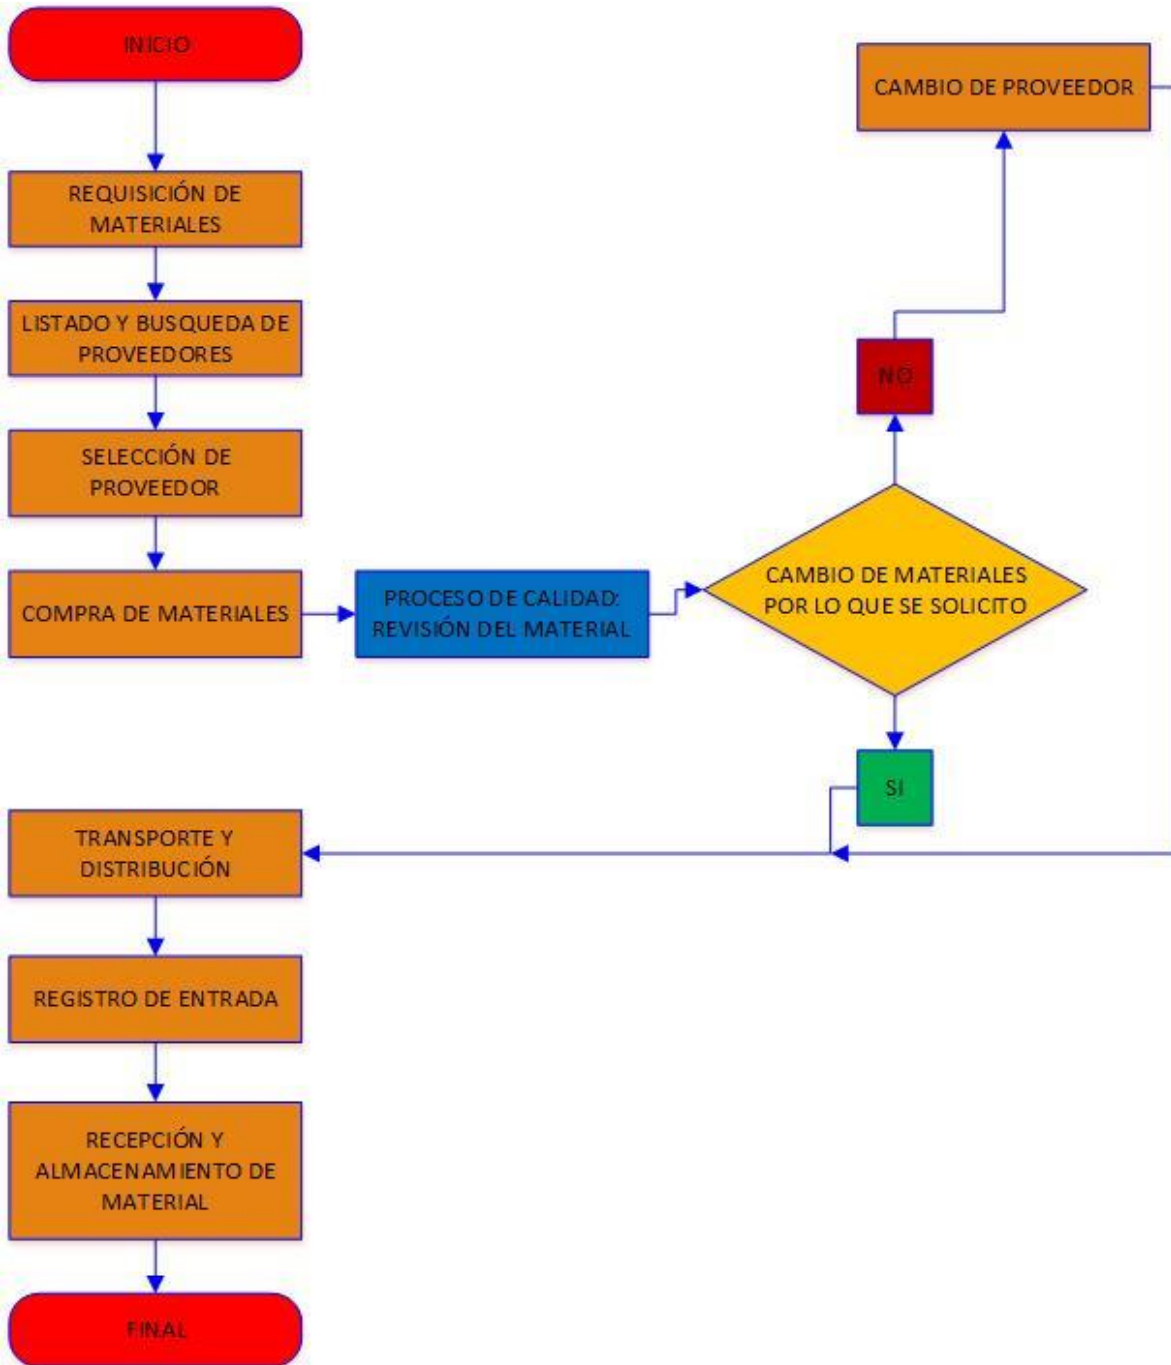 INICIO
REQUISICIÓN DE
MATERIALES
LISTADO Y BUSQUEDA DE
PROVEEDORES
SELECCIÓN DE
PROVEEDOR
COMPRA DE MATERIALES
PROCESO DE CALIDAD:
REVISIÓN DEL MATERIAL
CAMBIO DE MATERIALES
POR LO QUE SE SOLICITO
NO
CAMBIO DE PROVEEDOR
SI
TRANSPORTE Y
DISTRIBUCIÓN
REGISTRO DE ENTRADA
RECEPCIÓN Y
ALMACENAMIENTO DE
MATERIAL
FINAL